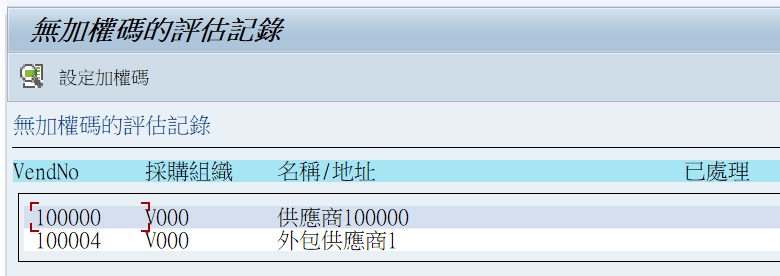 無加權碼的評估記錄
設定加權碼
無加權碼的評估記錄
VendNo 採購組織 名稱/地址 已處理
100000 V000 供應商100000
100004 V000 外包供應商1